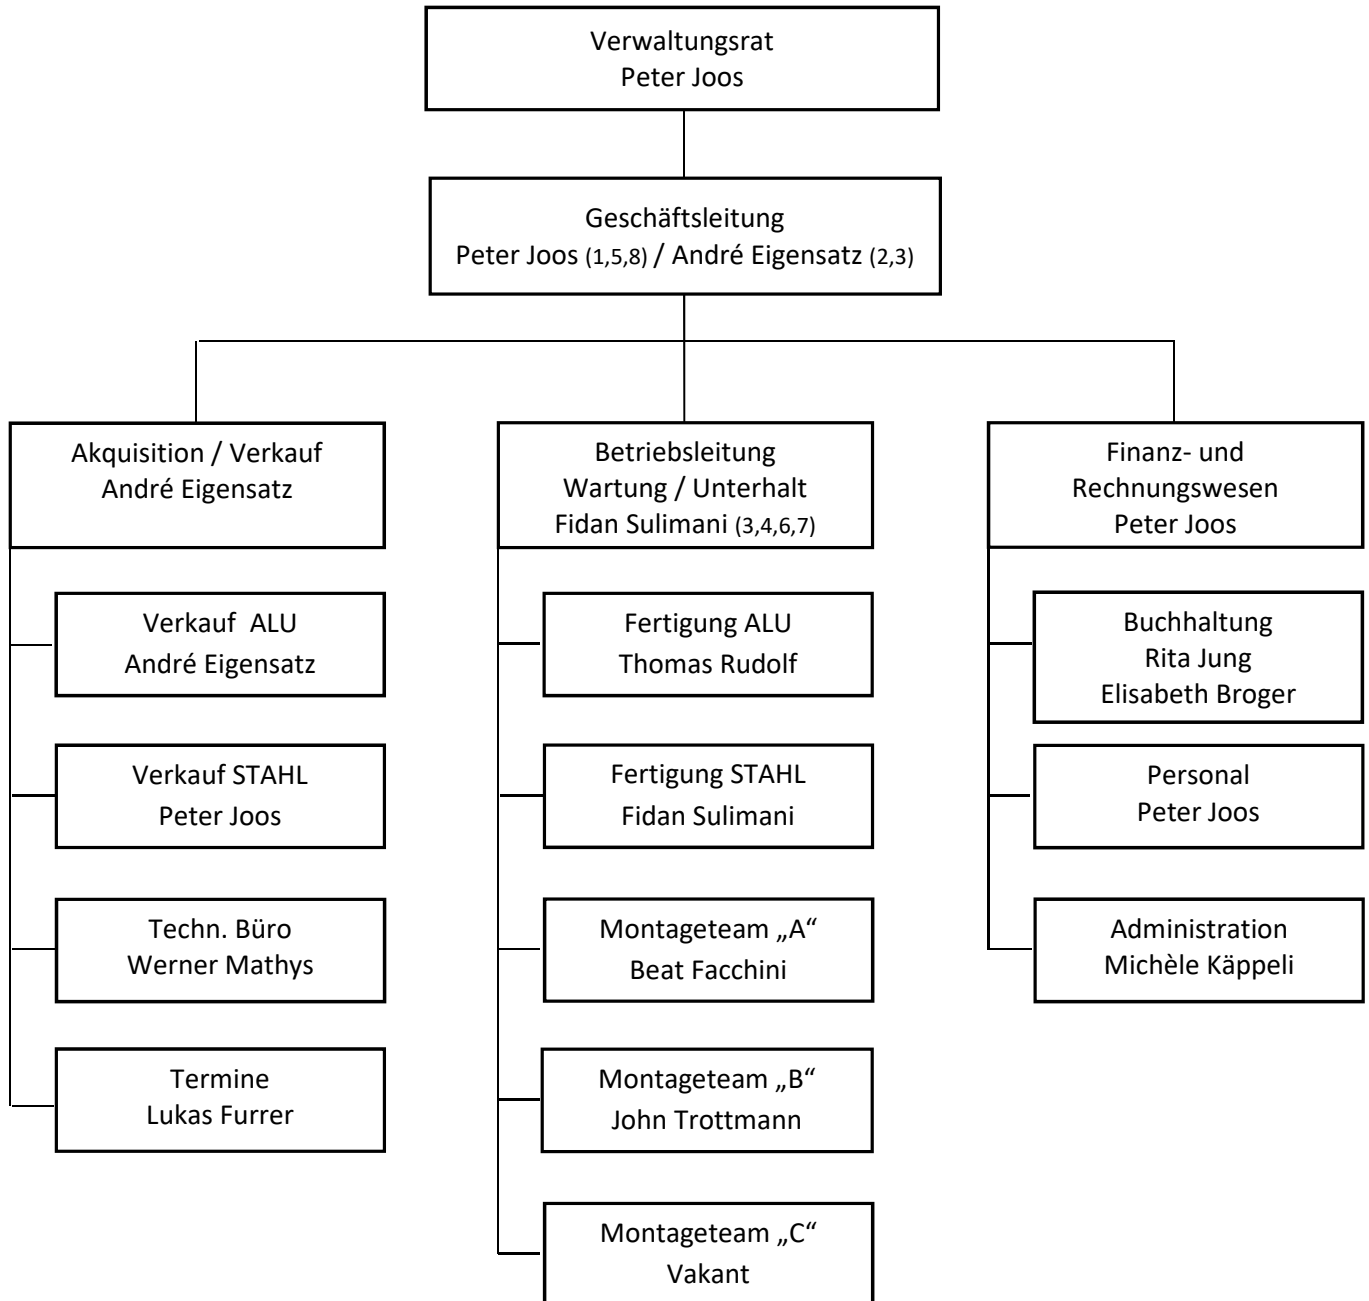 Verwaltungsrat
Peter Joos
Geschäftsleitung
Peter Joos (1,5,8) / André Eigensatz (2,3)
Akquisition / Verkauf
André Eigensatz
Verkauf  ALU
André Eigensatz
Verkauf STAHL
Peter Joos
Techn. Büro
Werner Mathys
Termine
Lukas Furrer
Betriebsleitung
Wartung / Unterhalt
Fidan Sulimani (3,4,6,7)
Fertigung ALU
Thomas Rudolf
Fertigung STAHL
Fidan Sulimani
Montageteam „A“
Beat Facchini
Montageteam „B“
John Trottmann
Montageteam „C“
Vakant
Finanz- und
Rechnungswesen
Peter Joos
Buchhaltung
Rita Jung
Elisabeth Broger
Personal
Peter Joos
Administration
Michèle Käppeli